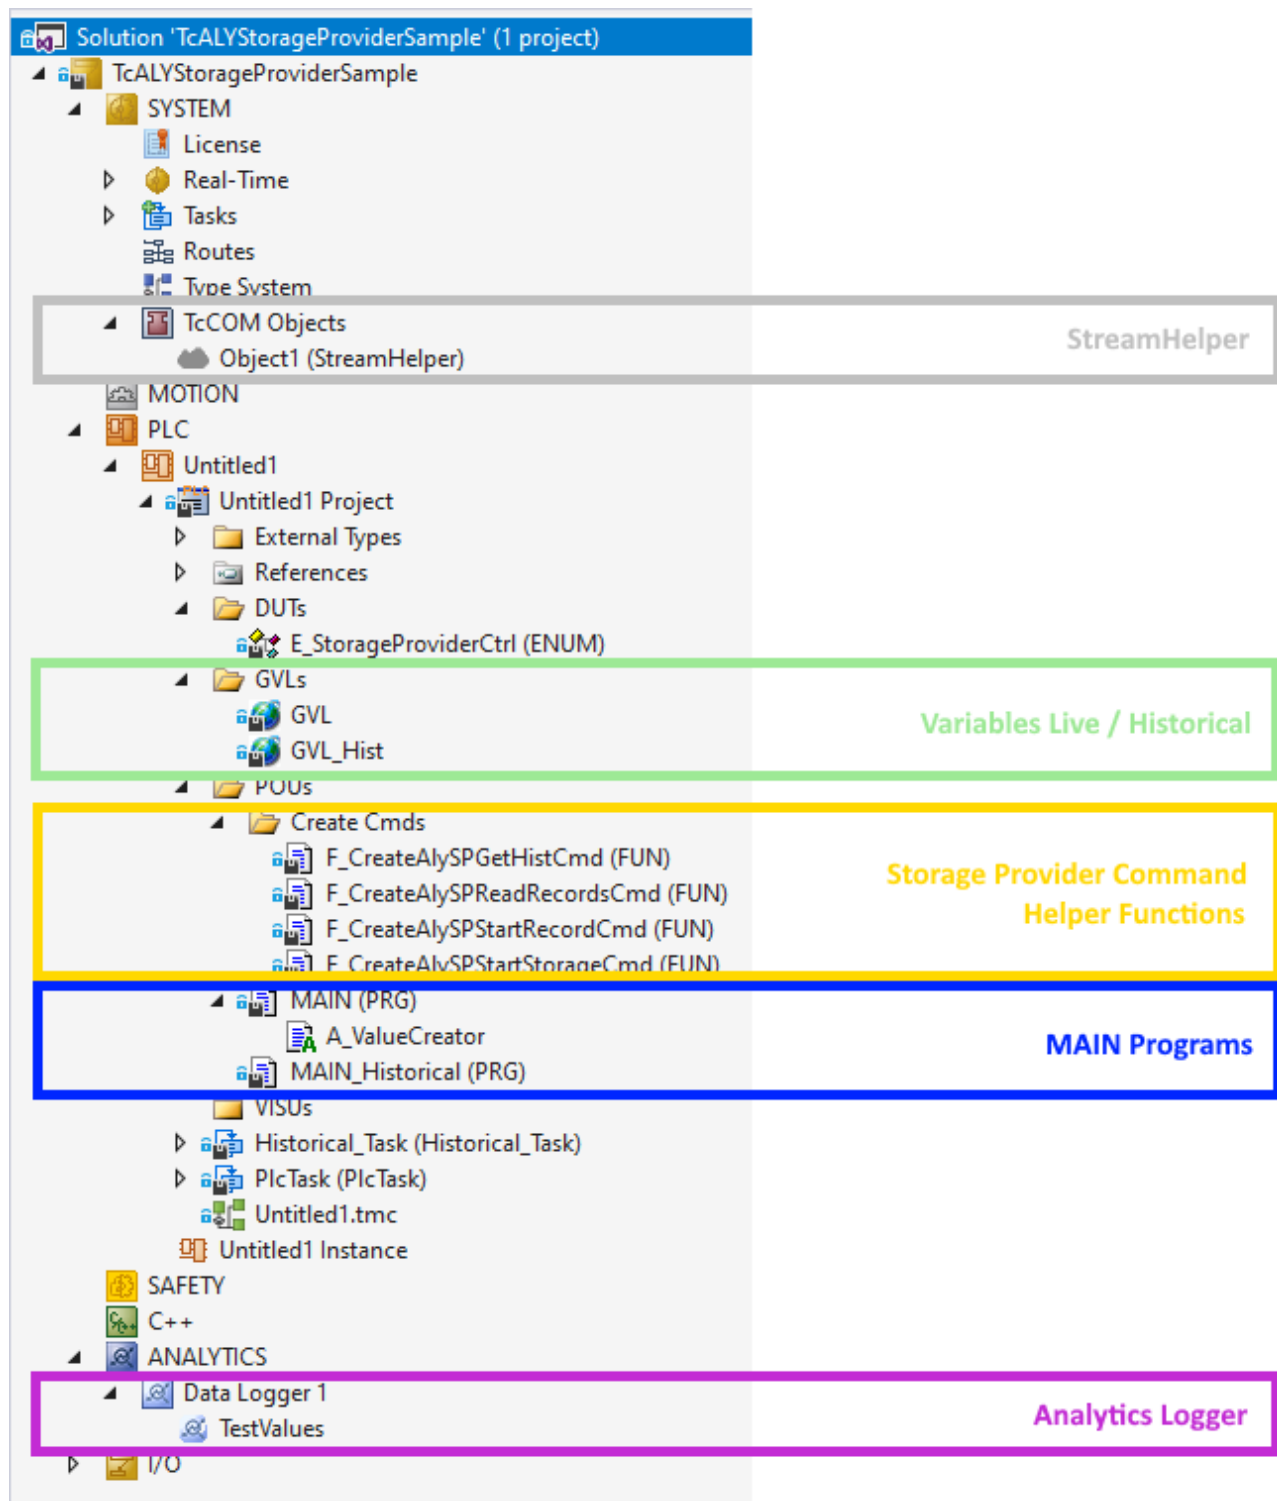 Solution 'TcALYStorageProviderSample' (1 project)
TcALYStorageProviderSample
SYSTEM
License
Real-Time
Tasks
Routes
Type System
TcCOM Objects
StreamHelper
Object1 (StreamHelper)
MOTION
PLC
Untitled1
Untitled1 Project
External Types
References
DUTs
E_StorageProviderCtrl (ENUM)
GVLs
GVL
Variables Live / Historical
GVL_Hist
POUs
Create Cmds
F_CreateAlySPGetHistCmd (FUN)
Storage Provider Command
F_CreateAlySPReadRecordsCmd (FUN)
Helper Functions
F_CreateAlySPStartRecordCmd (FUN)
F_CreateAlySPStartStorageCmd (FUN)
MAIN (PRG)
A_ValueCreator
MAIN Programs
MAIN_Historical (PRG)
VISUs
Historical_Task (Historical_Task)
PlcTask (PlcTask)
Untitled1.tmc
Untitled1 Instance
SAFETY
C++
ANALYTICS
Data Logger 1
Analytics Logger
TestValues
I/O